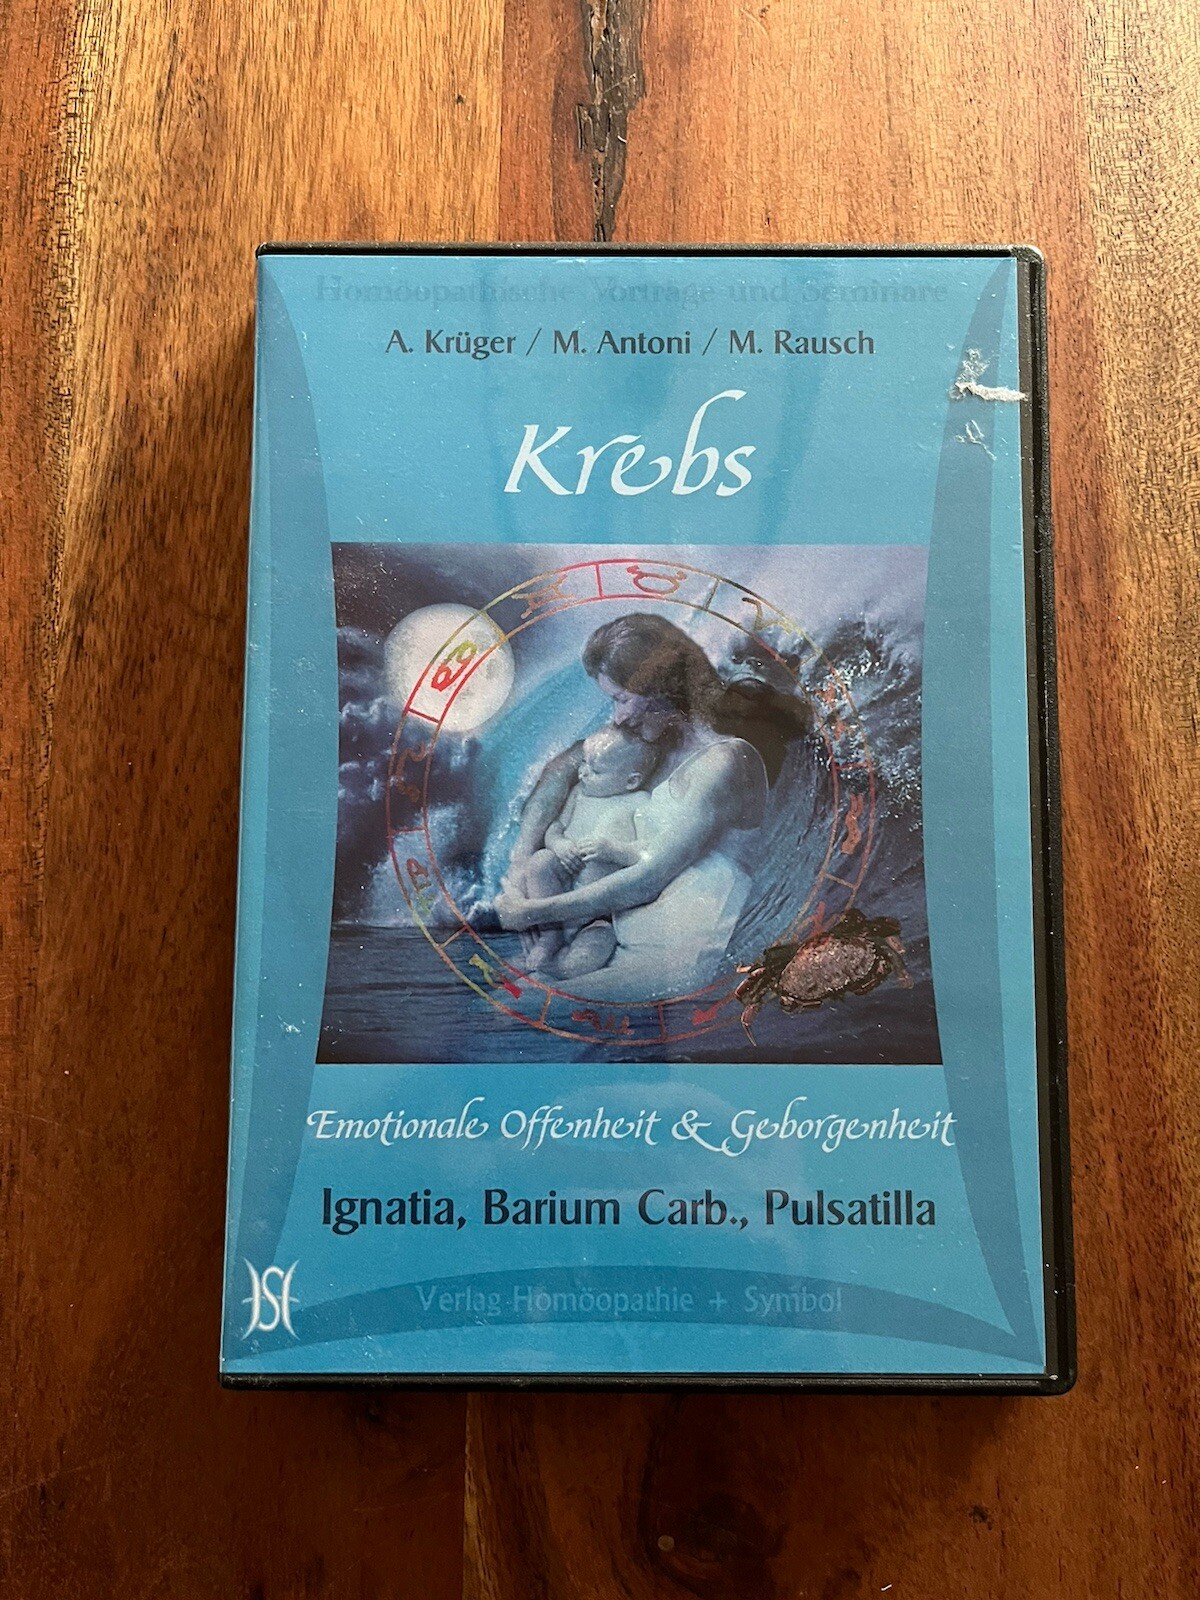 Homöopathische Vorträge und Seminare
A. Krüger / M. Antoni / M. Rausch
Krebs
Emotionale Offenheit & Geborgenheit
Ignatia, Barium Carb., Pulsatilla
Verlag Homöopathie + Symbol